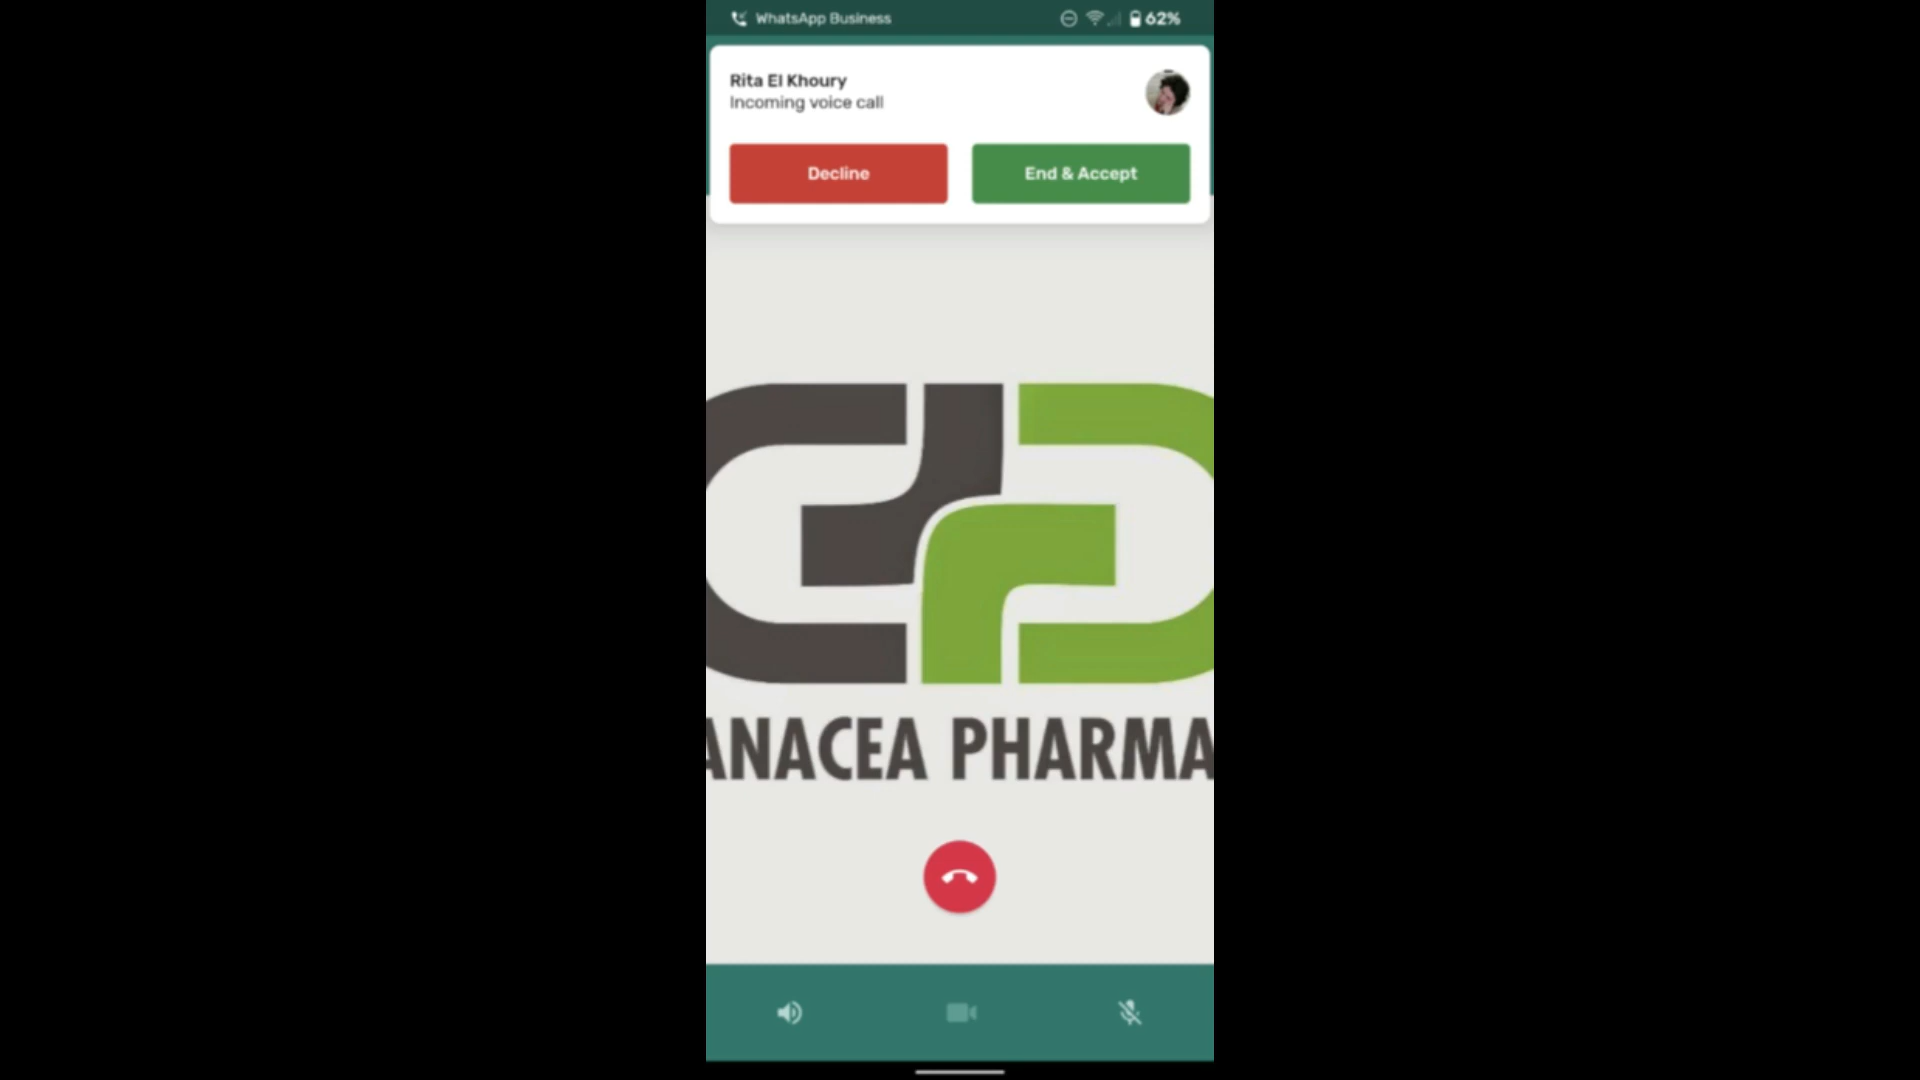 WhatsApp Business
62%
Rita El Khoury
Incoming voice call
Decline
End & Accept
ANACEA PHARMA